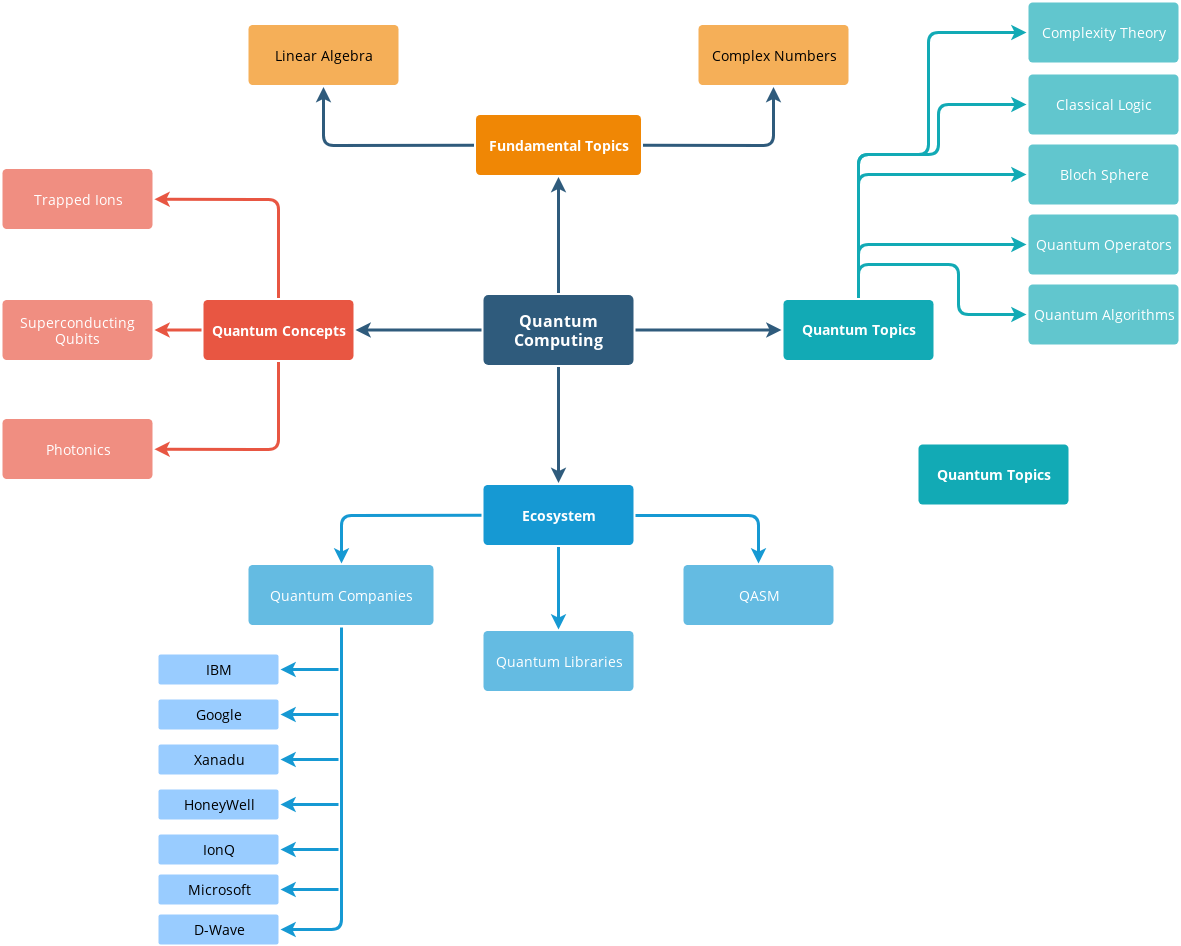 Complexity Theory
Linear Algebra
Complex Numbers
Classical Logic
Fundamental Topics
Bloch Sphere
Trapped Ions
Quantum Operators
Quantum Algorithms
Superconducting
Qubits
Quantum Concepts
Quantum
Computing
Quantum Topics
Photonics
Quantum Topics
Ecosystem
Quantum Companies
QASM
Quantum Libraries
IBM
Google
Xanadu
HoneyWell
IonQ
Microsoft
D-Wave